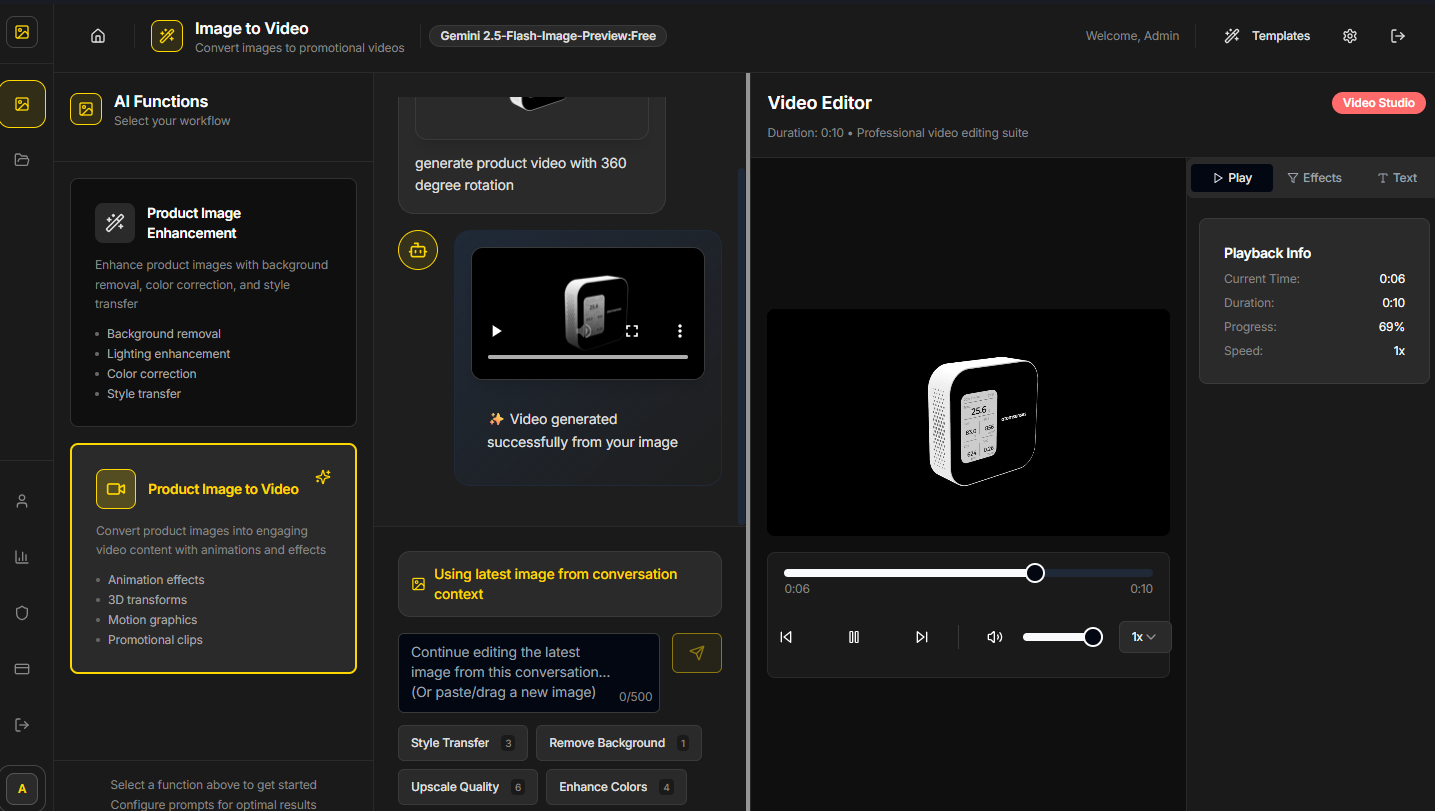 Image to Video
Convert images to promotional videos
Gemini 2.5-Flash-Image-Preview:Free
Welcome, Admin
Templates
AI Functions
Select your workflow
Product Image
Enhancement
Enhance product images with background
removal, color correction, and style
transfer
Background removal
Lighting enhancement
Color correction
Style transfer
Product Image to Video
Convert product images into engaging
video content with animations and effects
Animation effects
3D transforms
Motion graphics
Promotional clips
Select a function above to get started
Configure prompts for optimal results
A
generate product video with 360
degree rotation
✨ Video generated
successfully from your image
Using latest image from conversation
context
Continue editing the latest
image from this conversation...
(Or paste/drag a new image)
0/500
Style Transfer 3
Remove Background 1
Upscale Quality 6
Enhance Colors 4
Video Editor
Video Studio
Duration: 0:10 • Professional video editing suite
25.6
0:06
0:10
1x
Play
Effects
Text
Playback Info
Current Time: 0:06
Duration: 0:10
Progress: 69%
Speed: 1x